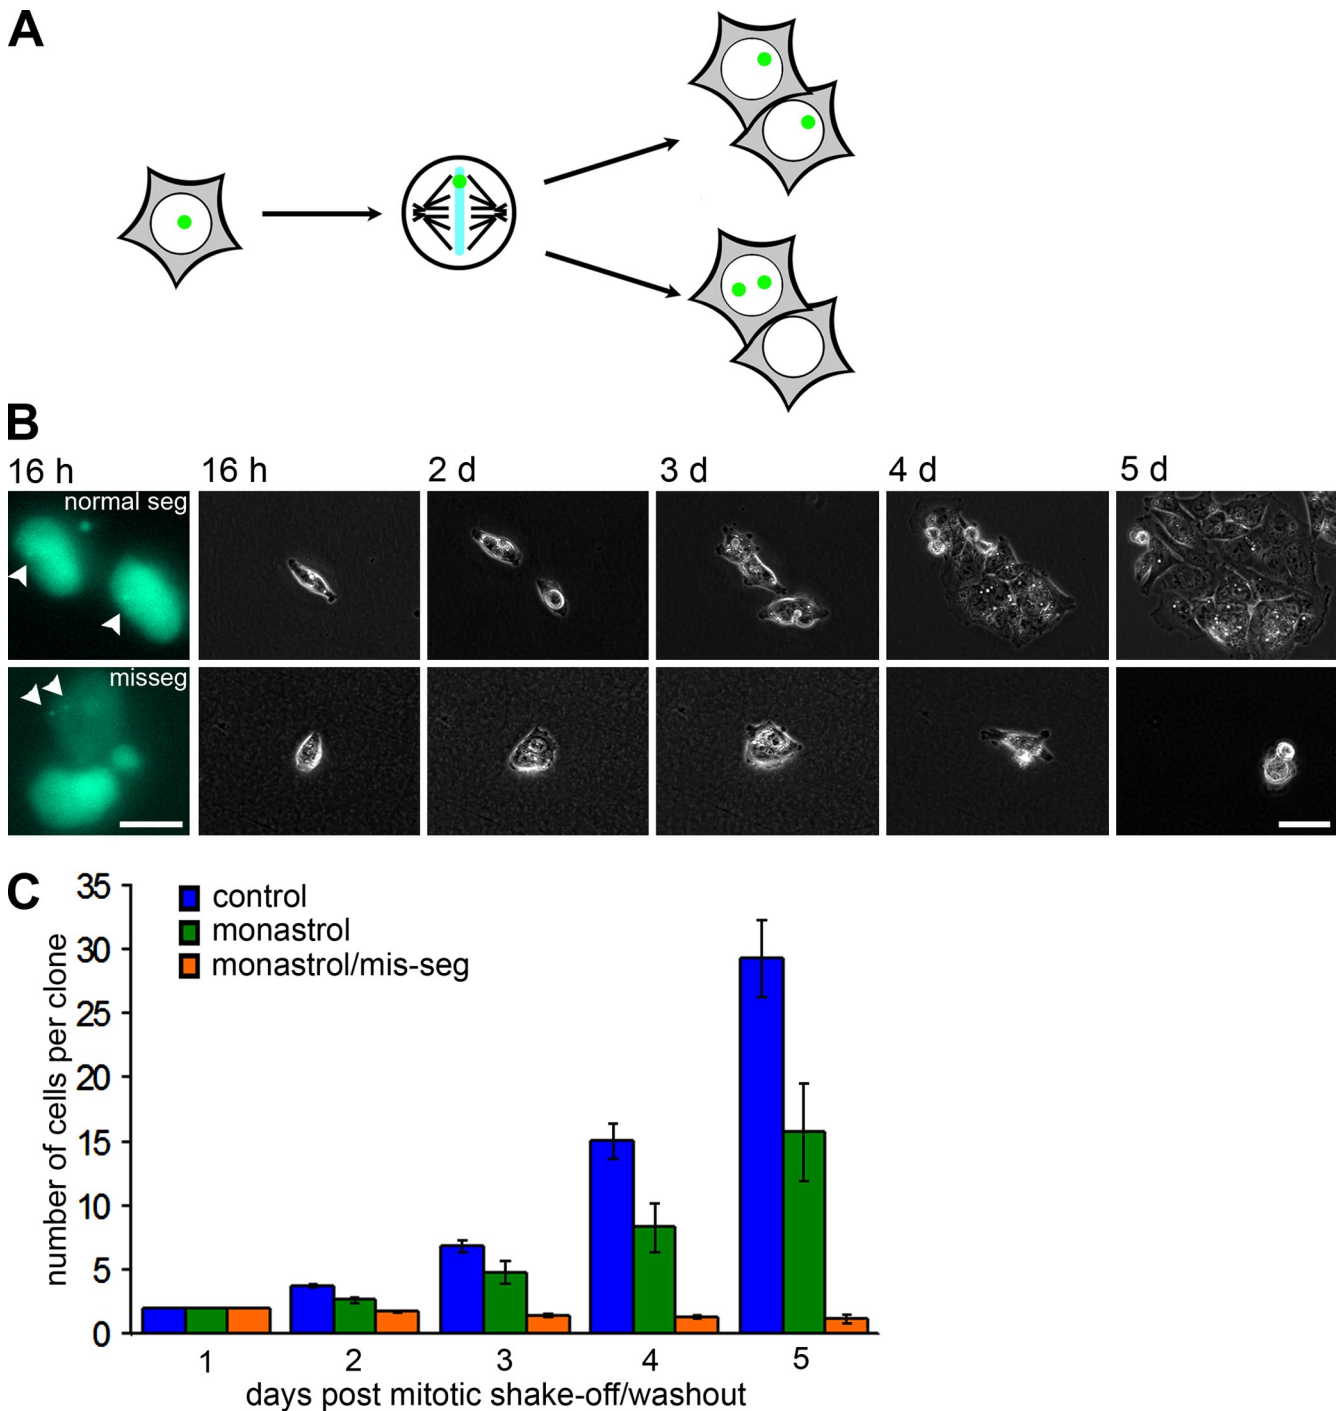 A
B
16 h 16 h 2 d 3 d 4 d 5 d
normal seg
misseg
C
control
monastrol
monastrol/mis-seg
number of cells per clone
35
30
25
20
15
10
5
0
1 2 3 4 5
days post mitotic shake-off/washout